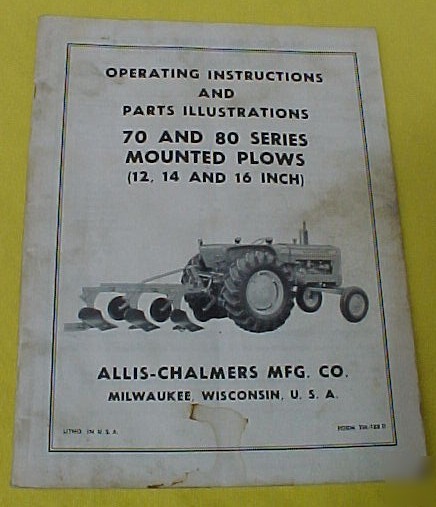 OPERATING INSTRUCTIONS
AND
PARTS ILLUSTRATIONS
70 AND 80 SERIES
MOUNTED PLOWS
(12, 14 AND 16 INCH)
ALLIS-CHALMERS MFG. CO.
MILWAUKEE, WISCONSIN, U. S. A.
LITHO. IN U. S. A.
FORM